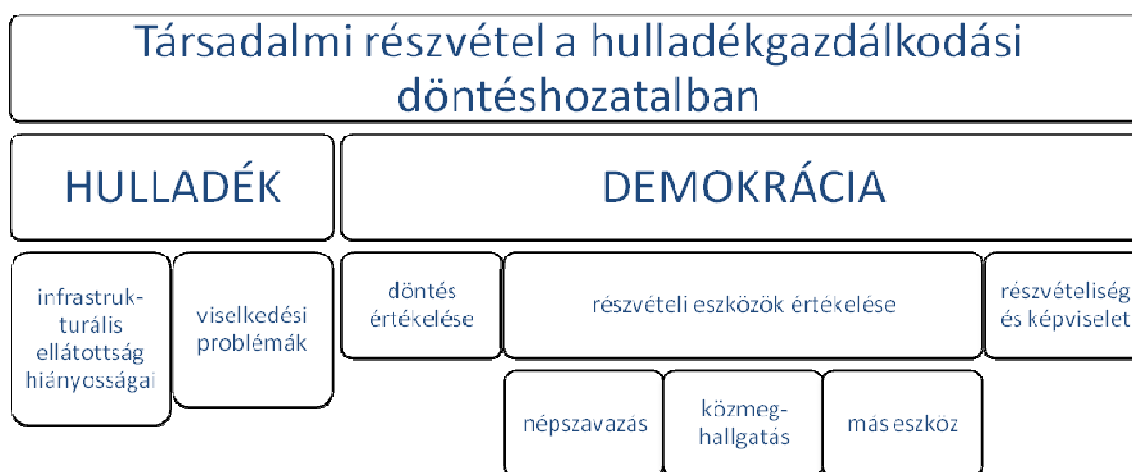 Társadalmi részvétel a hulladékgazdálkodási
döntéshozatalban
HULLADÉK
DEMOKRÁCIA
infrastruk-
turális
ellátottság
hiányosságai
viselkedési
problémák
döntés
értékelése
részvételi eszközök értékelése
részvételiség
és képviselet
népszavazás
közmeg-
hallgatás
más eszköz